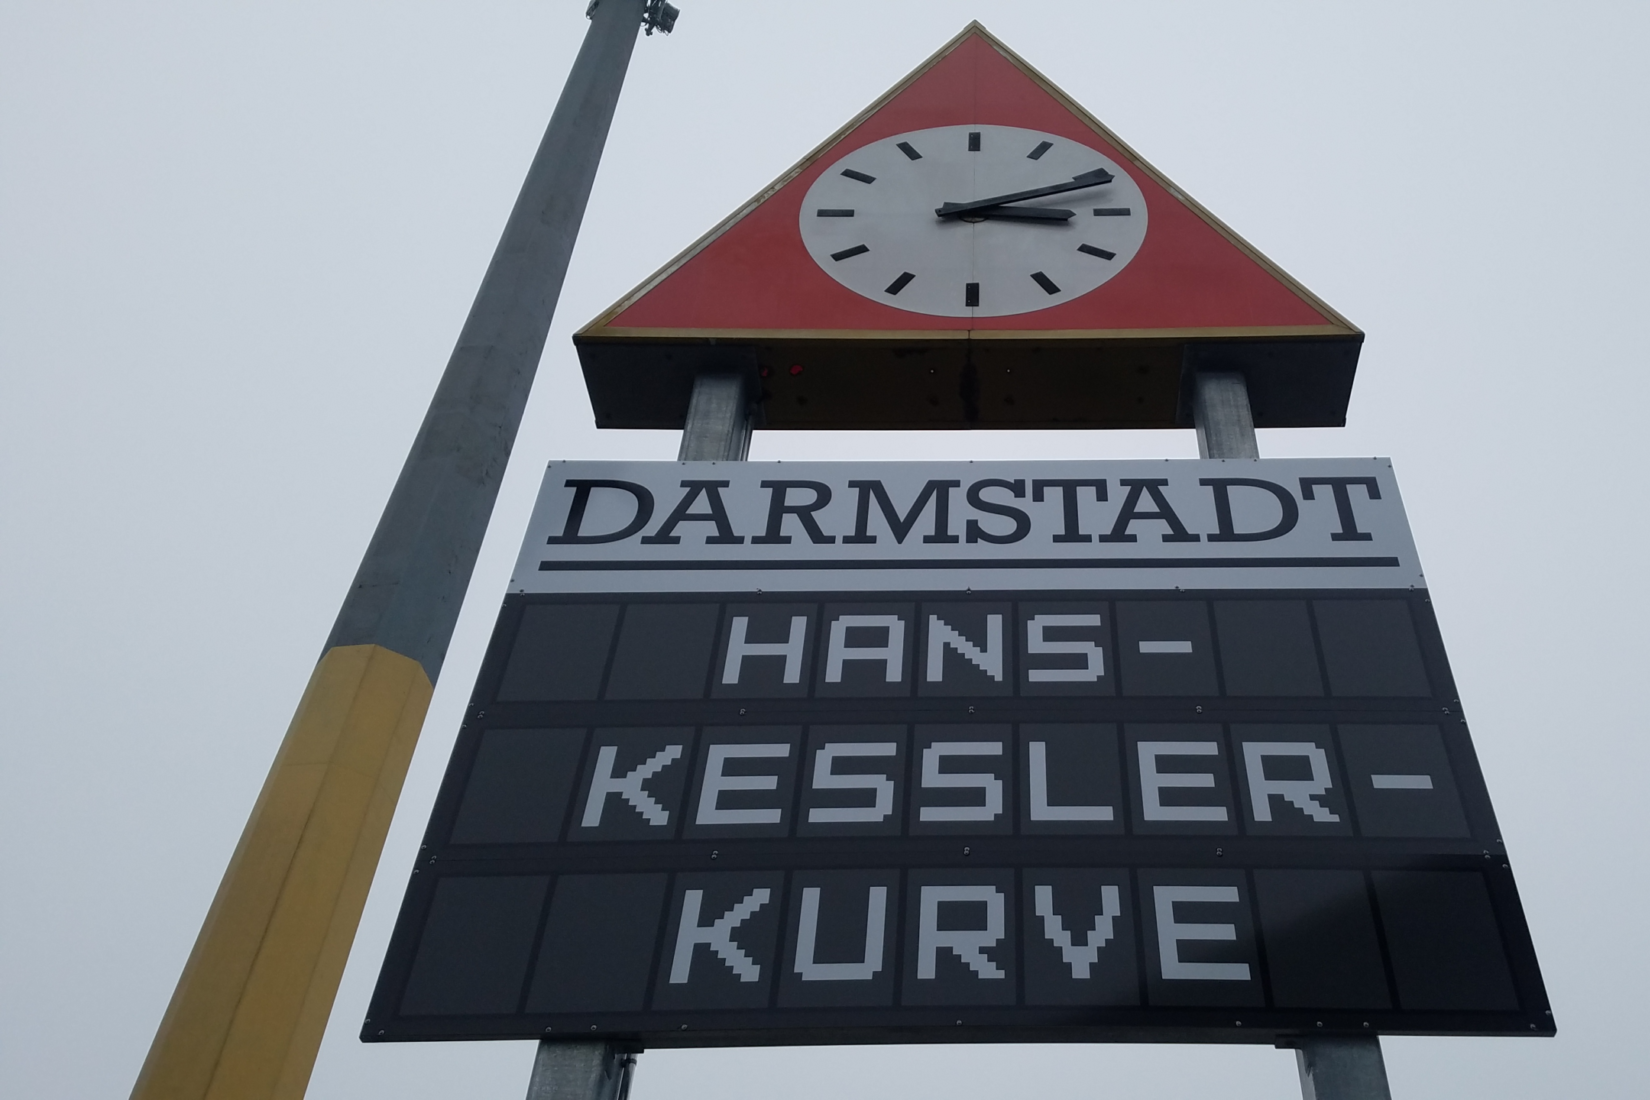 DARMSTADT
HANS-
KESSLER-
KURVE